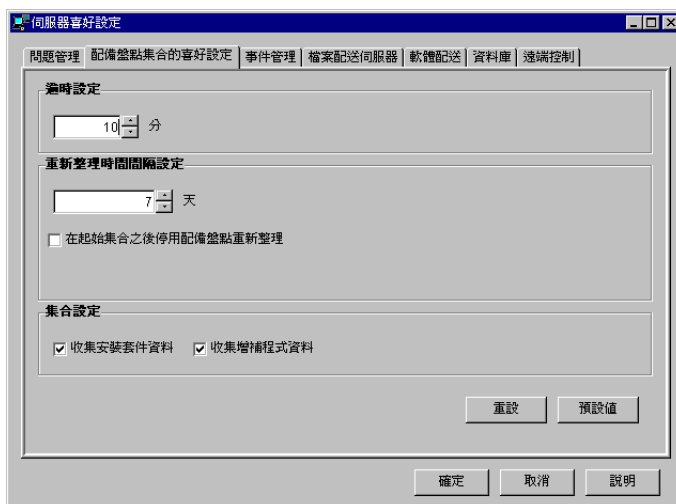 伺服器喜好設定
問題管理 配備盤點集合的喜好設定 事件管理 檔案配送伺服器 軟體配送 資料庫 遠端控制
逾時設定
10 分
重新整理時間間隔設定
7 天
在起始集合之後停用配備盤點重新整理
集合設定
收集安裝套件資料 收集增補程式資料
重設 預設值
確定 取消 說明